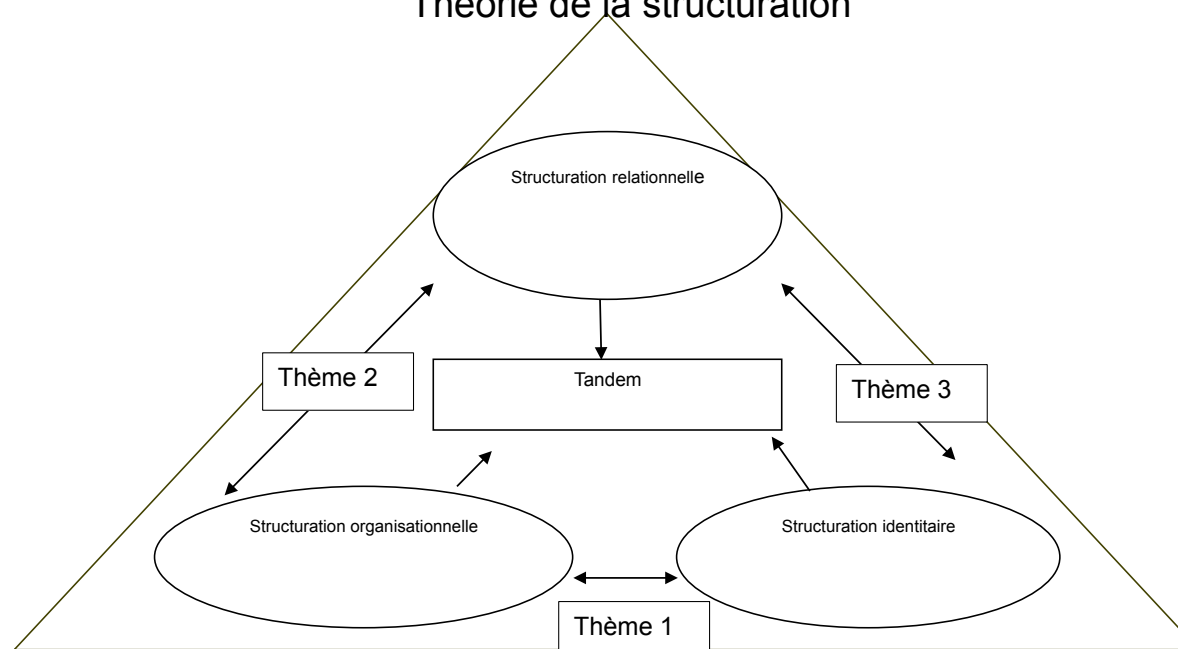 Théorie de la structuration
Structuration relationnelle
Thème 2
Tandem
Thème 3
Structuration organisationnelle
Structuration identitaire
Thème 1